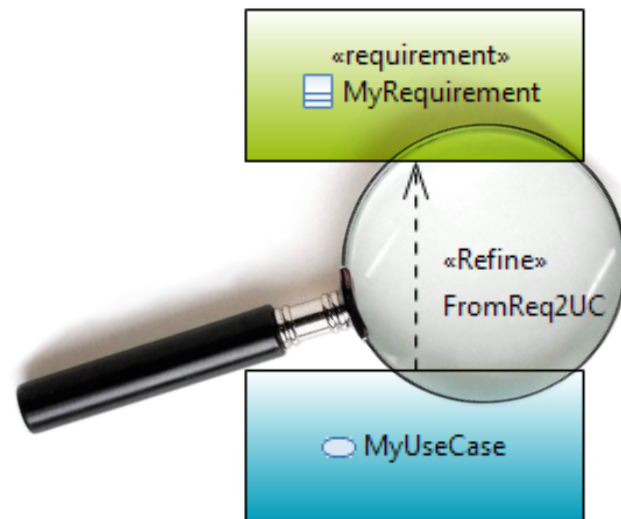 «requirement»
MyRequirement
«Refine»
FromReq2UC
MyUseCase